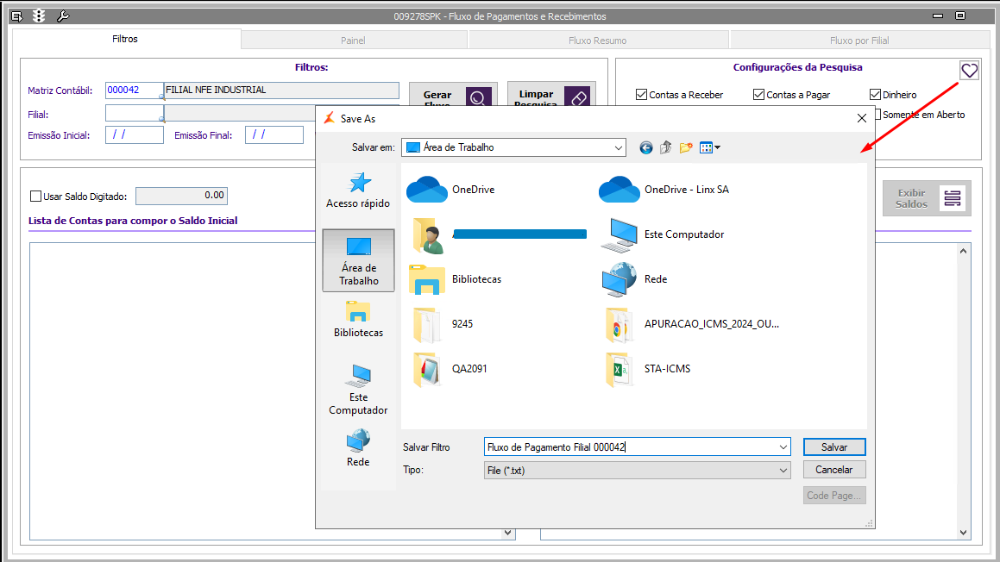 009278SPK - Fluxo de Pagamentos e Recebimentos
Filtros
Painel
Fluxo Resumo
Fluxo por Filial
Filtros:
Matriz Contábil:
000042
FILIAL NFE INDUSTRIAL
Filial:
Emissão Inicial:
/ /
Emissão Final:
/ /
Gerar
Fluxo
Limpar
Pesquisa
Configurações da Pesquisa
Contas a Receber
Contas a Pagar
Dinheiro
Somente em Aberto
Usar Saldo Digitado:
0.00
Exibir
Saldos
Lista de Contas para compor o Saldo Inicial
Save As
Salvar em:
Área de Trabalho
Acesso rápido
Área de
Trabalho
Bibliotecas
Este
Computador
Rede
OneDrive
OneDrive - Linx SA
Este Computador
Bibliotecas
Rede
9245
APURACAO_ICMS_2024_OU...
QA2091
STA-ICMS
Salvar Filtro
Fluxo de Pagamento Filial 000042
Salvar
Tipo:
File (*.txt)
Cancelar
Code Page...